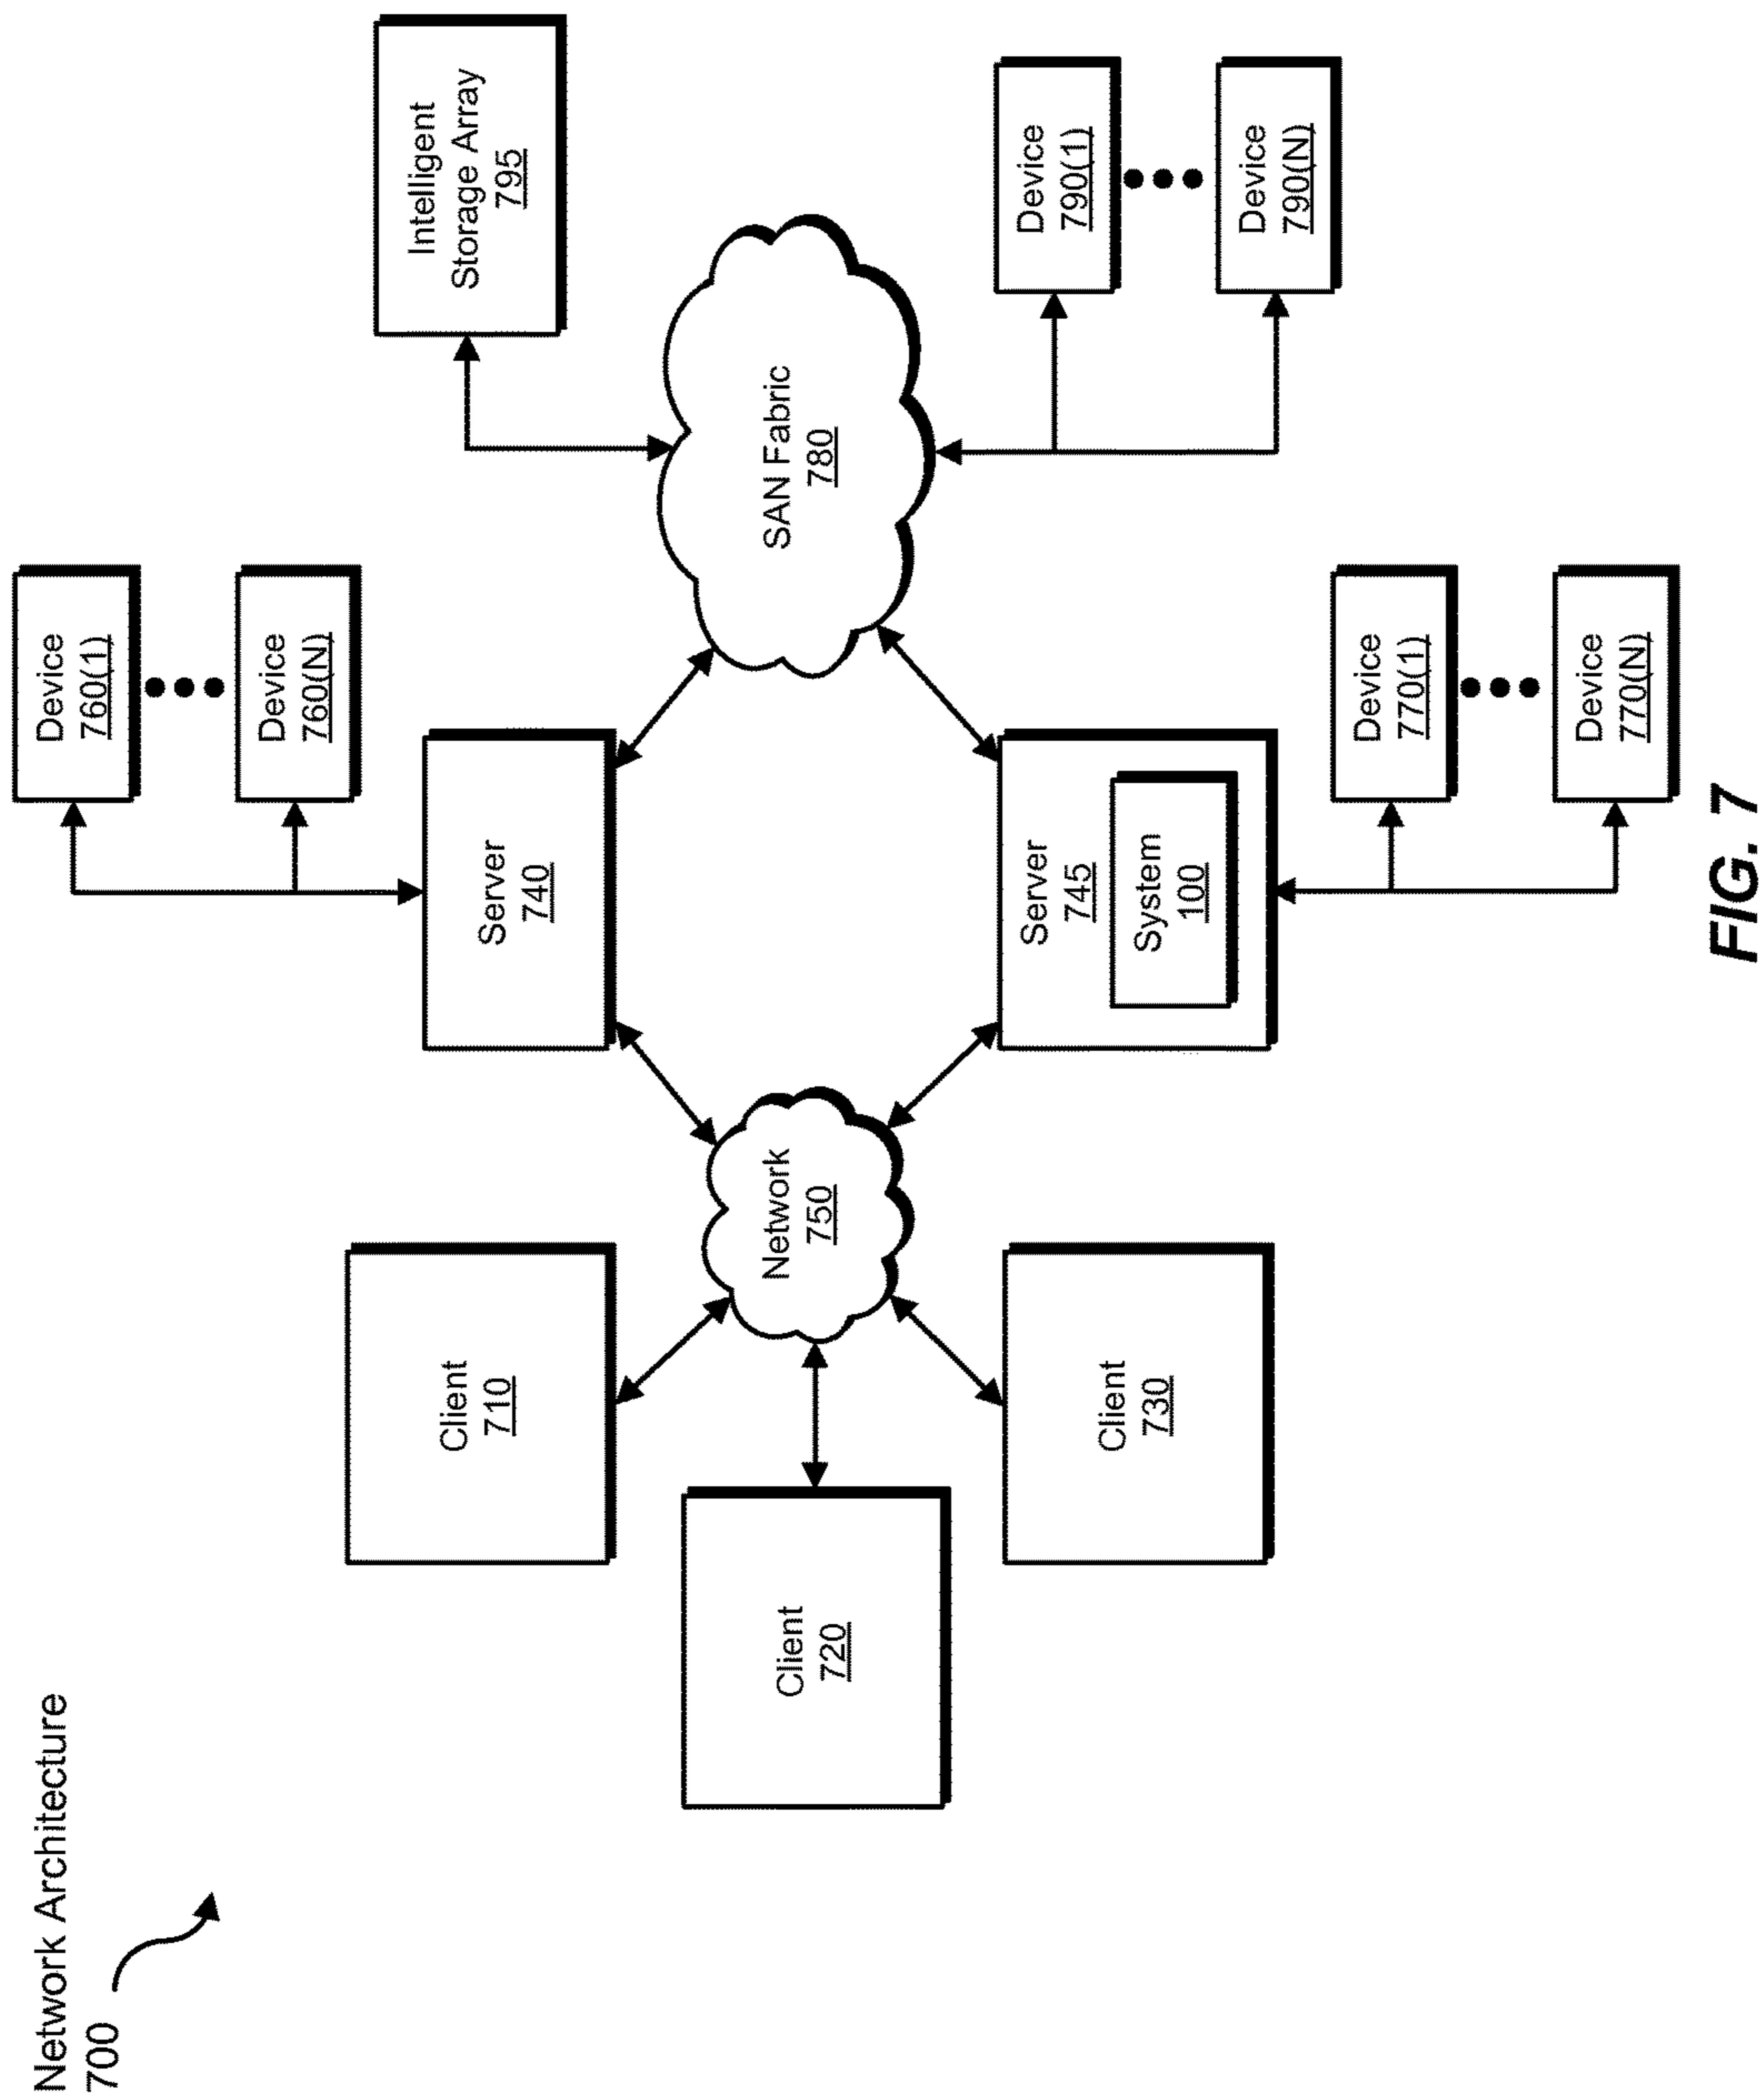 Network Architecture
700
Device
760(1)
Device
760(N)
Intelligent
Storage Array
795
Client
710
Server
740
Client
720
Network
750
SAN Fabric
780
Device
790(1)
Device
790(N)
Client
730
Server
745
System
100
Device
770(1)
Device
770(N)
FIG. 7